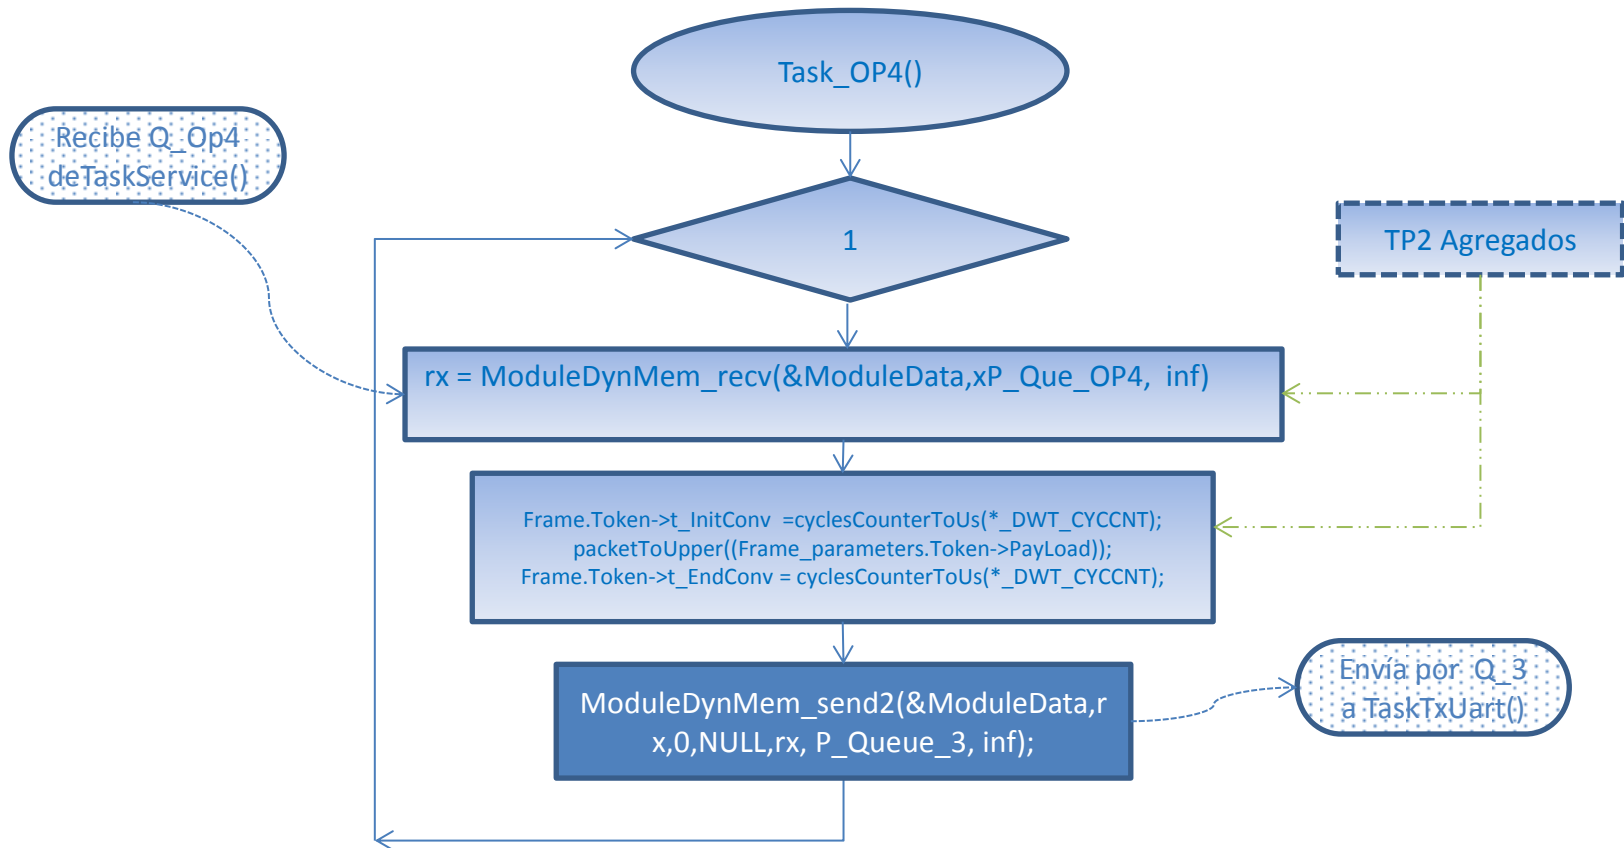 Task_OP4()
Recibe Q_Op4
deTaskService()
1
TP2 Agregados
rx = ModuleDynMem_recv(&ModuleData,xP_Que_OP4,  inf)
Frame.Token->t_InitConv  =cyclesCounterToUs(*_DWT_CYCCNT);
packetToUpper((Frame_parameters.Token->PayLoad));
Frame.Token->t_EndConv = cyclesCounterToUs(*_DWT_CYCCNT);
ModuleDynMem_send2(&ModuleData,r
x,0,NULL,rx, P_Queue_3, inf);
Envía por  Q_3
a TaskTxUart()